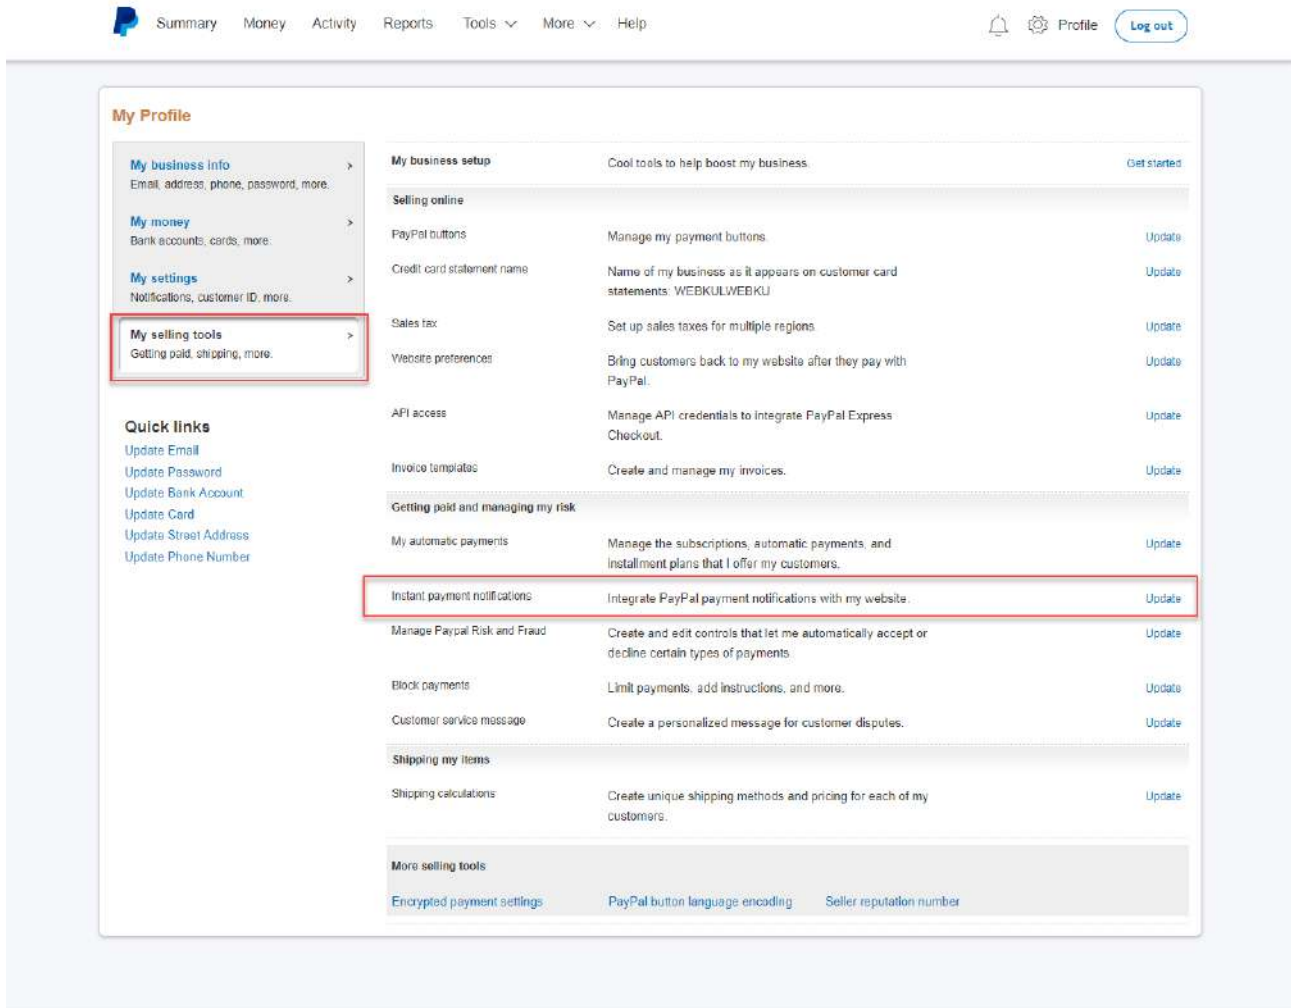 Summary Money Activity Reports Tools More Help Profile Log out
My Profile
My business info
Email, address, phone, password, more.
My money
Bank accounts, cards, more.
My settings
Notifications, customer ID, more.
My selling tools
Getting paid, shipping, more.
Quick links
Update Email
Update Password
Update Bank Account
Update Card
Update Street Address
Update Phone Number
My business setup Cool tools to help boost my business. Get started
Selling online
PayPal buttons Manage my payment buttons. Update
Credit card statement name Name of my business as it appears on customer card Update
statements: WEBKULWEBKU
Sales tax Set up sales taxes for multiple regions. Update
Website preferences Bring customers back to my website after they pay with Update
PayPal.
API access Manage API credentials to integrate PayPal Express Update
Checkout.
Invoice templates Create and manage my invoices. Update
Getting paid and managing my risk
My automatic payments Manage the subscriptions, automatic payments, and Update
installment plans that I offer my customers.
Instant payment notifications Integrate PayPal payment notifications with my website. Update
Manage Paypal Risk and Fraud Create and edit controls that let me automatically accept or Update
decline certain types of payments.
Block payments Limit payments, add instructions, and more. Update
Customer service message Create a personalized message for customer disputes. Update
Shipping my items
Shipping calculations Create unique shipping methods and pricing for each of my Update
customers.
More selling tools
Encrypted payment settings PayPal button language encoding Seller reputation number